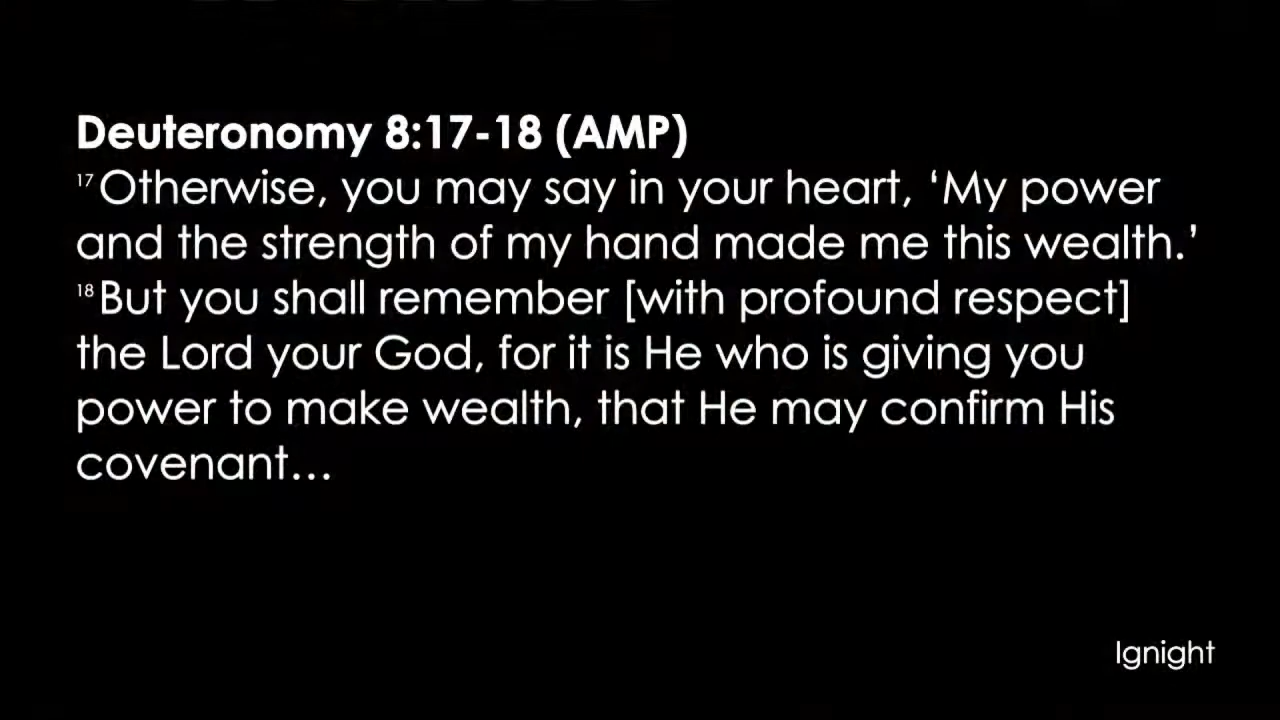 Deuteronomy 8:17-18 (AMP)
17 Otherwise, you may say in your heart, ‘My power
and the strength of my hand made me this wealth.’
18 But you shall remember [with profound respect]
the Lord your God, for it is He who is giving you
power to make wealth, that He may confirm His
covenant…
Ignight